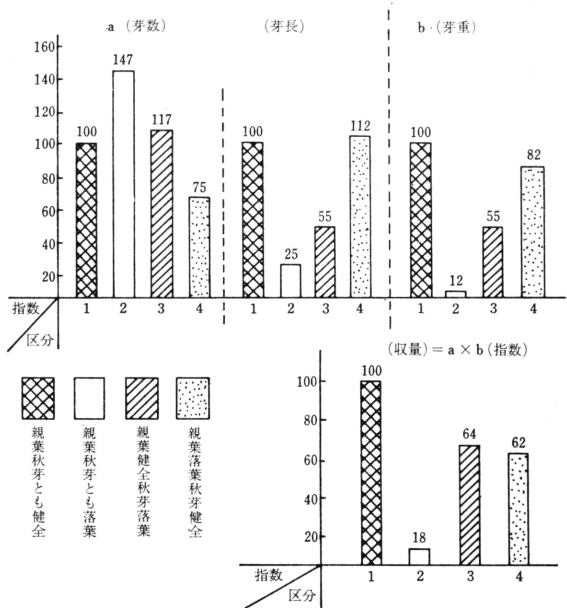 a （芽数）
（芽長）
b・（芽重）
160
140
120
100
80
60
40
20
100
147
117
75
100
25
55
112
100
12
55
82
指数
区分
1 2 3 4
1 2 3 4
1 2 3 4
親葉秋芽とも健全
親葉秋芽とも落葉
親葉健全秋芽落葉
親葉落葉秋芽健全
（収量）＝a×b（指数）
100
80
60
40
20
100
18
64
62
指数
区分
1 2 3 4